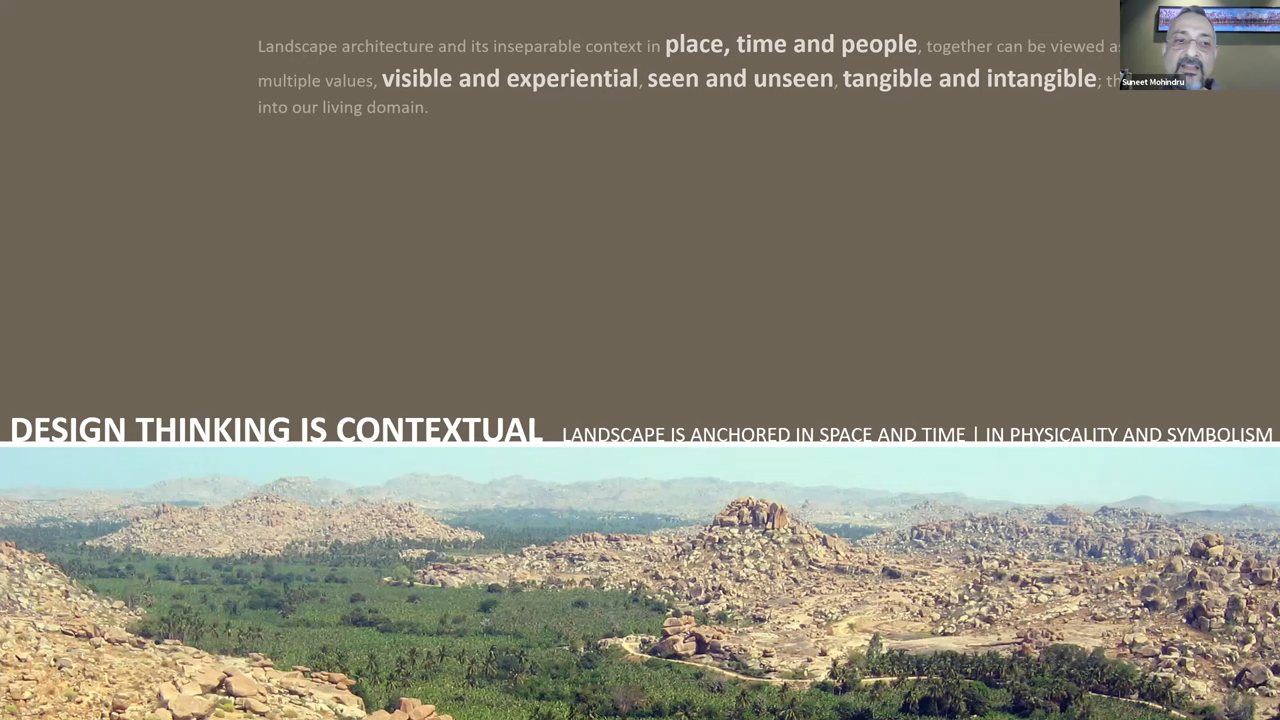 Landscape architecture and its inseparable context in place, time and people, together can be viewed as
multiple values, visible and experiential, seen and unseen, tangible and intangible;
into our living domain.
Suneet Mohindru
DESIGN THINKING IS CONTEXTUAL LANDSCAPE IS ANCHORED IN SPACE AND TIME | IN PHYSICALITY AND SYMBOLISM